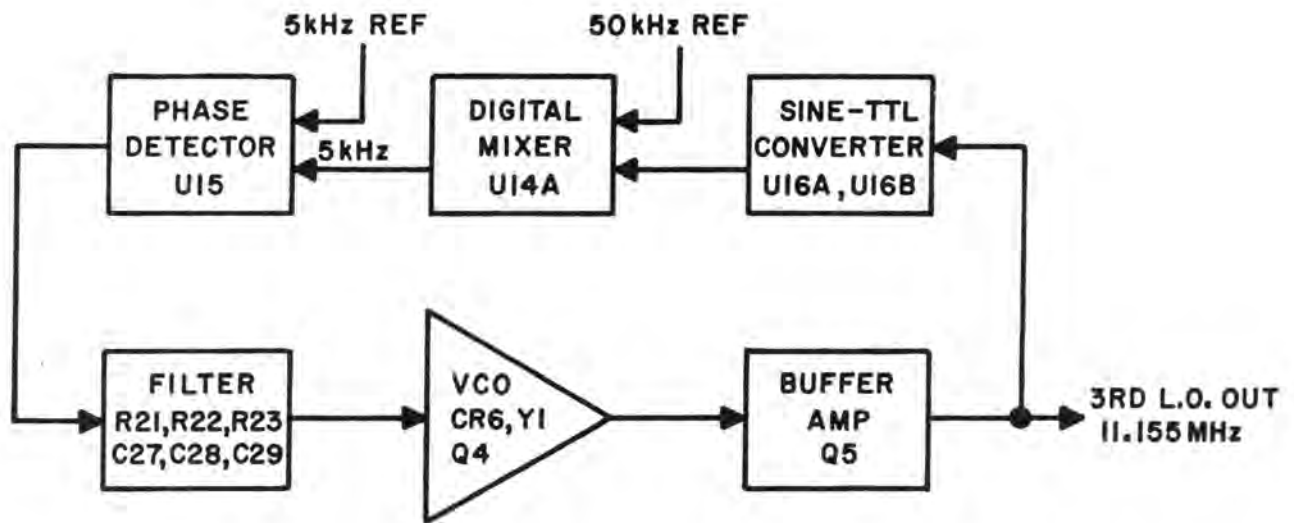 5kHz REF
50kHz REF
PHASE
DETECTOR
U15
5kHz
DIGITAL
MIXER
U14A
SINE-TTL
CONVERTER
U16A, U16B
FILTER
R21,R22,R23
C27,C28,C29
VCO
CR6, Y1
Q4
BUFFER
AMP
Q5
3RD L.O. OUT
11.155 MHz